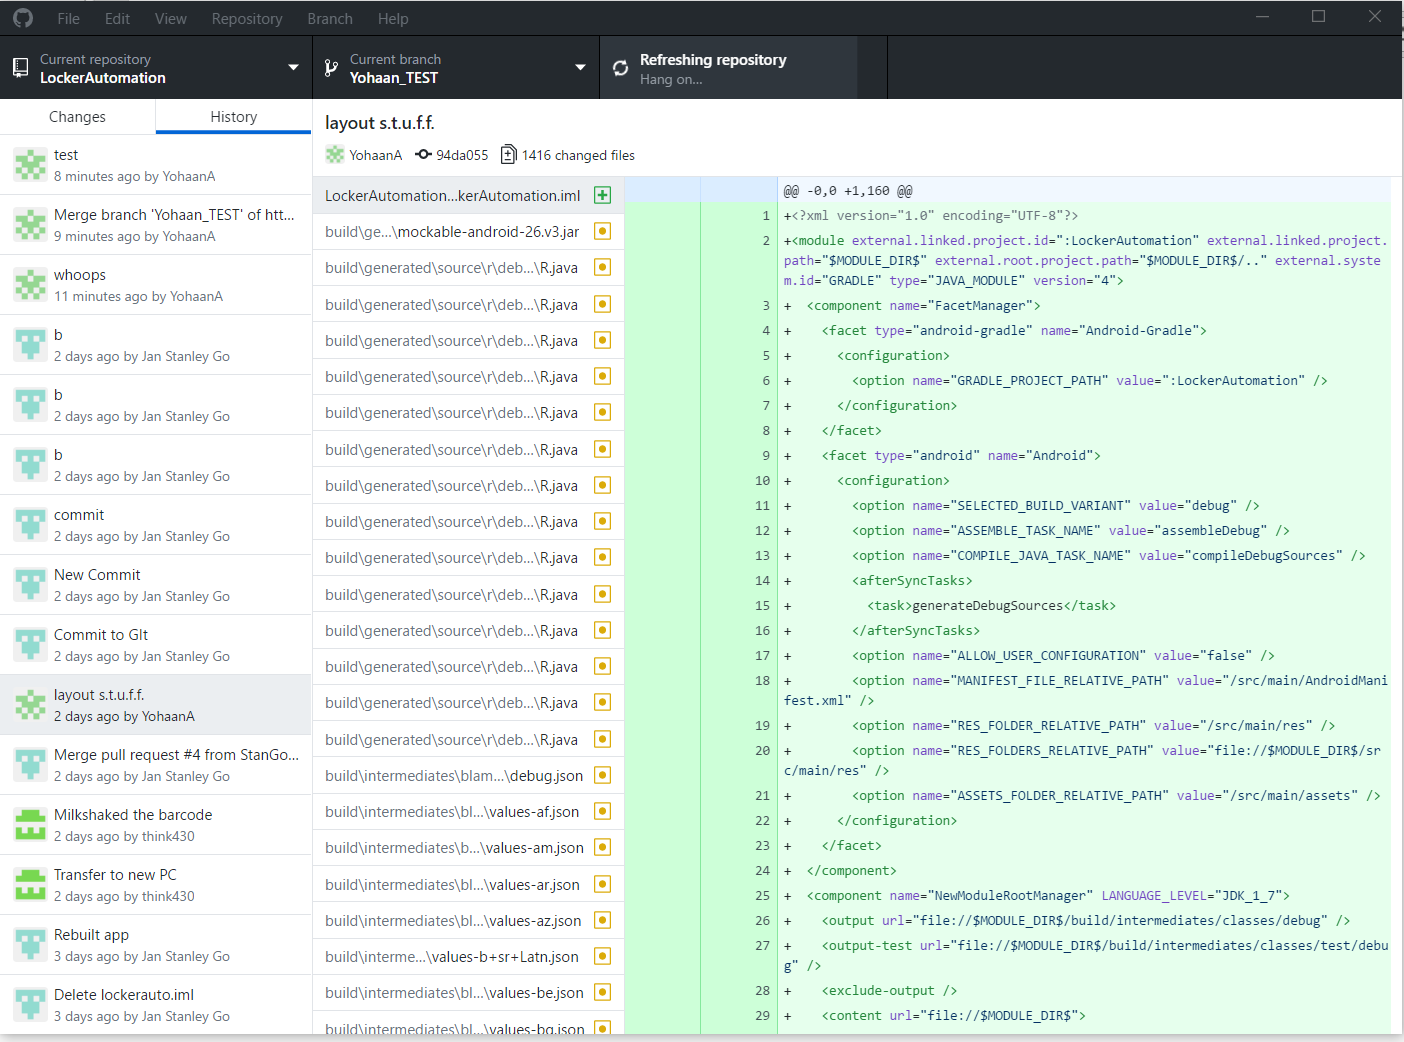 File Edit View Repository Branch Help
Current repository
LockerAutomation
Current branch
Yohaan_TEST
Refreshing repository
Hang on...
Changes
History
test
8 minutes ago by YohaanA
Merge branch 'Yohaan_TEST' of htt...
9 minutes ago by YohaanA
whoops
11 minutes ago by YohaanA
b
2 days ago by Jan Stanley Go
b
2 days ago by Jan Stanley Go
b
2 days ago by Jan Stanley Go
commit
2 days ago by Jan Stanley Go
New Commit
2 days ago by Jan Stanley Go
Commit to GIt
2 days ago by Jan Stanley Go
layout s.t.u.f.f.
2 days ago by YohaanA
Merge pull request #4 from StanGo...
2 days ago by Jan Stanley Go
Milkshaked the barcode
2 days ago by think430
Transfer to new PC
2 days ago by think430
Rebuilt app
3 days ago by Jan Stanley Go
Delete lockerauto.iml
3 days ago by Jan Stanley Go
layout s.t.u.f.f.
YohaanA 94da055 1416 changed files
LockerAutomation...kerAutomation.iml
build\ge...\mockable-android-26.v3.jar
build\generated\source\r\deb...\R.java
build\generated\source\r\deb...\R.java
build\generated\source\r\deb...\R.java
build\generated\source\r\deb...\R.java
build\generated\source\r\deb...\R.java
build\generated\source\r\deb...\R.java
build\generated\source\r\deb...\R.java
build\generated\source\r\deb...\R.java
build\generated\source\r\deb...\R.java
build\generated\source\r\deb...\R.java
build\generated\source\r\deb...\R.java
build\generated\source\r\deb...\R.java
build\generated\source\r\deb...\R.java
build\generated\source\r\deb...\R.java
build\intermediates\blam...\debug.json
build\intermediates\bl...\values-af.json
build\intermediates\b...\values-am.json
build\intermediates\bl...\values-ar.json
build\intermediates\bl...\values-az.json
build\interme...\values-b+sr+Latn.json
build\intermediates\bl...\values-be.json
build\intermediates\bl...\values-bg.json
@@ -0,0 +1,160 @@
1 +<?xml version="1.0" encoding="UTF-8"?>
2 +<module external.linked.project.id=":LockerAutomation" external.linked.project.
path="$MODULE_DIR$" external.root.project.path="$MODULE_DIR$/.." external.syste
m.id="GRADLE" type="JAVA_MODULE" version="4">
3 +  <component name="FacetManager">
4 +    <facet type="android-gradle" name="Android-Gradle">
5 +      <configuration>
6 +        <option name="GRADLE_PROJECT_PATH" value=":LockerAutomation" />
7 +      </configuration>
8 +    </facet>
9 +    <facet type="android" name="Android">
10 +      <configuration>
11 +        <option name="SELECTED_BUILD_VARIANT" value="debug" />
12 +        <option name="ASSEMBLE_TASK_NAME" value="assembleDebug" />
13 +        <option name="COMPILE_JAVA_TASK_NAME" value="compileDebugSources" />
14 +        <afterSyncTasks>
15 +          <task>generateDebugSources</task>
16 +        </afterSyncTasks>
17 +        <option name="ALLOW_USER_CONFIGURATION" value="false" />
18 +        <option name="MANIFEST_FILE_RELATIVE_PATH" value="/src/main/AndroidMani
fest.xml" />
19 +        <option name="RES_FOLDER_RELATIVE_PATH" value="/src/main/res" />
20 +        <option name="RES_FOLDERS_RELATIVE_PATH" value="file://$MODULE_DIR$/sr
c/main/res" />
21 +        <option name="ASSETS_FOLDER_RELATIVE_PATH" value="/src/main/assets" />
22 +      </configuration>
23 +    </facet>
24 +  </component>
25 +  <component name="NewModuleRootManager" LANGUAGE_LEVEL="JDK_1_7">
26 +    <output url="file://$MODULE_DIR$/build/intermediates/classes/debug" />
27 +    <output-test url="file://$MODULE_DIR$/build/intermediates/classes/test/debu
g" />
28 +    <exclude-output />
29 +    <content url="file://$MODULE_DIR$">